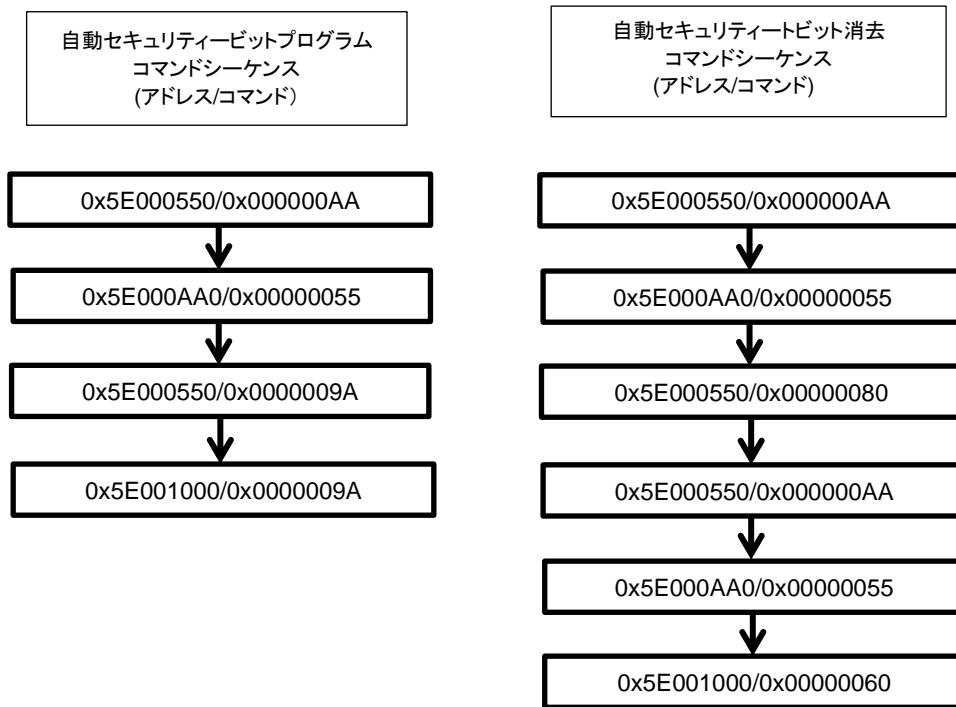 自動セキュリティービットプログラム
コマンドシーケンス
(アドレス/コマンド）
0x5E000550/0x000000AA
0x5E000AA0/0x00000055
0x5E000550/0x0000009A
0x5E001000/0x0000009A
自動セキュリティートビット消去
コマンドシーケンス
(アドレス/コマンド)
0x5E000550/0x000000AA
0x5E000AA0/0x00000055
0x5E000550/0x00000080
0x5E000550/0x000000AA
0x5E000AA0/0x00000055
0x5E001000/0x00000060